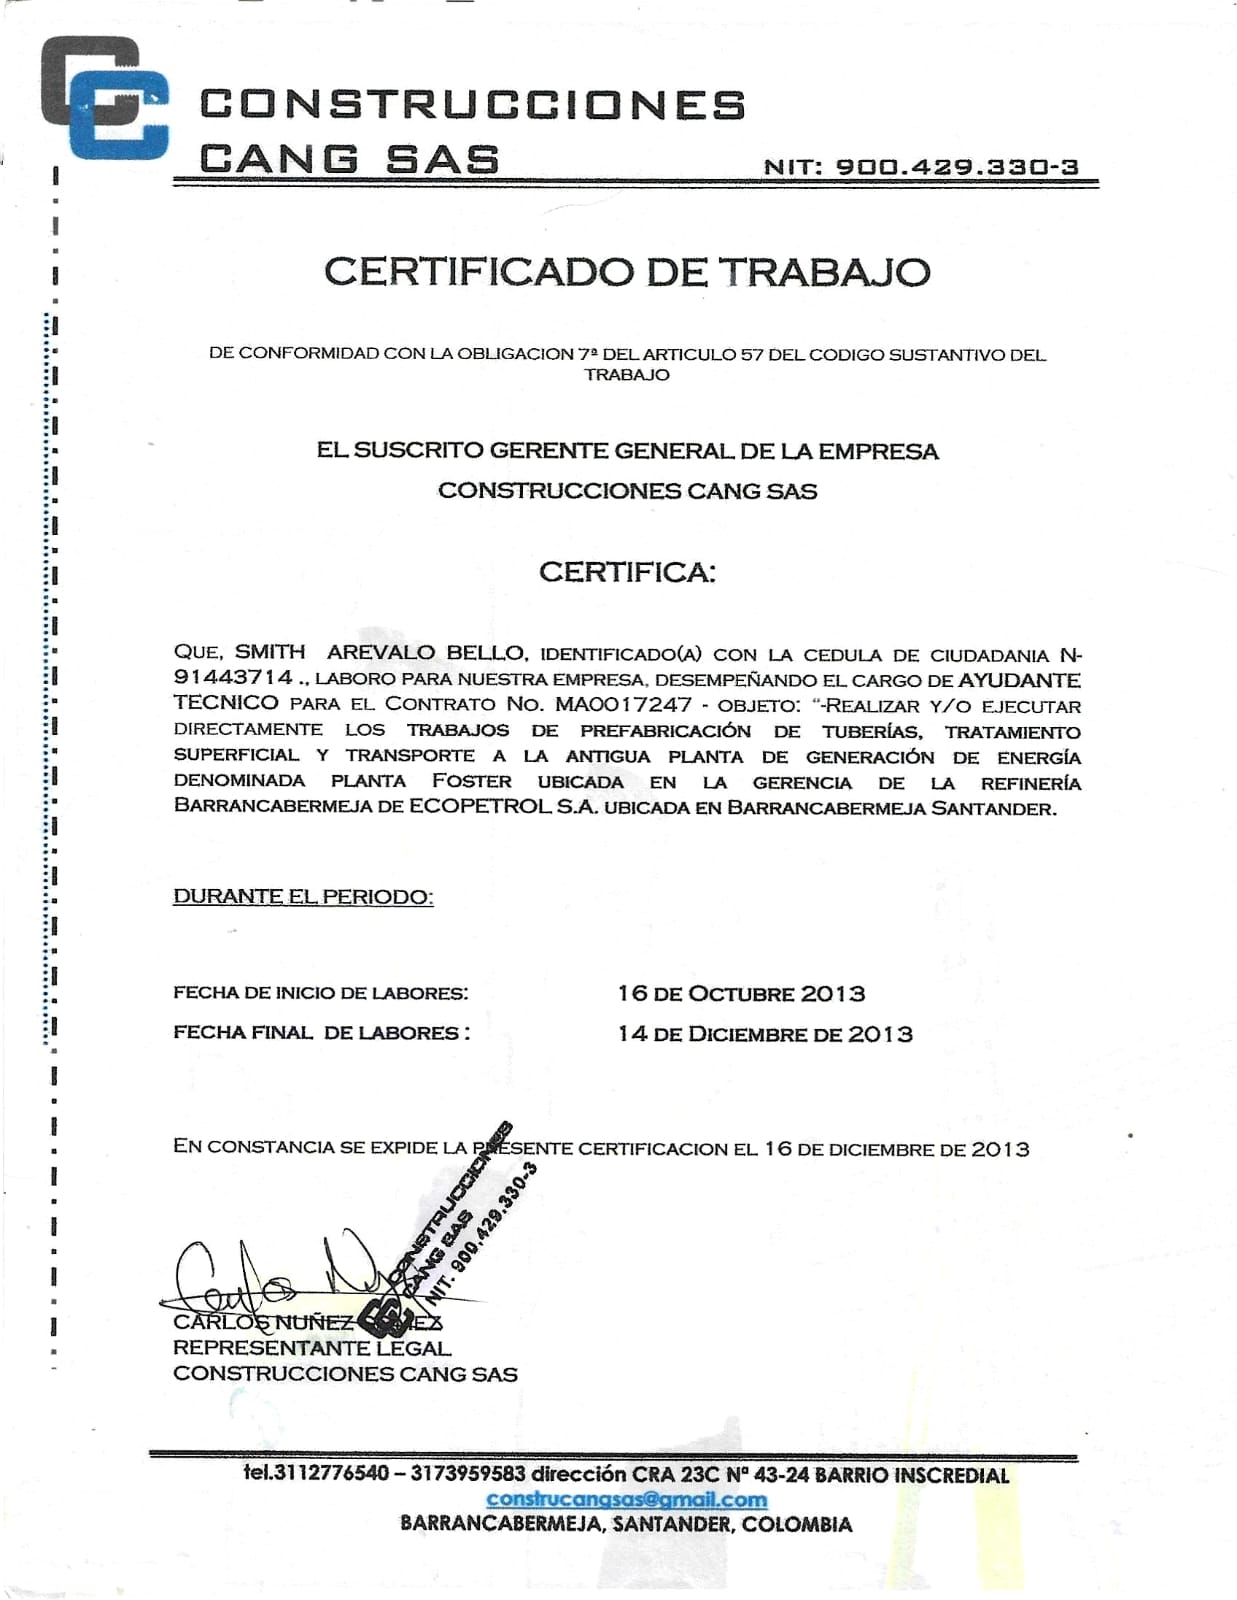 CONSTRUCCIONES
CANG SAS
NIT: 900.429.330-3
CERTIFICADO DE TRABAJO
DE CONFORMIDAD CON LA OBLIGACION 7ª DEL ARTICULO 57 DEL CODIGO SUSTANTIVO DEL
TRABAJO
EL SUSCRITO GERENTE GENERAL DE LA EMPRESA
CONSTRUCCIONES CANG SAS
CERTIFICA:
QUE, SMITH AREVALO BELLO, IDENTIFICADO(A) CON LA CEDULA DE CIUDADANIA N-
91443714 ., LABORO PARA NUESTRA EMPRESA, DESEMPEÑANDO EL CARGO DE AYUDANTE
TECNICO PARA EL CONTRATO NO. MA0017247 - OBJETO: “-REALIZAR Y/O EJECUTAR
DIRECTAMENTE LOS TRABAJOS DE PREFABRICACIÓN DE TUBERÍAS, TRATAMIENTO
SUPERFICIAL Y TRANSPORTE A LA ANTIGUA PLANTA DE GENERACIÓN DE ENERGÍA
DENOMINADA PLANTA FOSTER UBICADA EN LA GERENCIA DE LA REFINERÍA
BARRANCABERMEJA DE ECOPETROL S.A. UBICADA EN BARRANCABERMEJA SANTANDER.
DURANTE EL PERIODO:
FECHA DE INICIO DE LABORES: 16 DE OCTUBRE 2013
FECHA FINAL DE LABORES : 14 DE DICIEMBRE DE 2013
EN CONSTANCIA SE EXPIDE LA PRESENTE CERTIFICACION EL 16 DE DICIEMBRE DE 2013
CONSTRUCCIONES
CANG SAS
NIT. 900.429.330-3
Carlos
CARLOS NUÑEZ
REPRESENTANTE LEGAL
CONSTRUCCIONES CANG SAS
tel.3112776540 – 3173959583 dirección CRA 23C Nº 43-24 BARRIO INSCREDIAL
construcangsas@gmail.com
BARRANCABERMEJA, SANTANDER, COLOMBIA